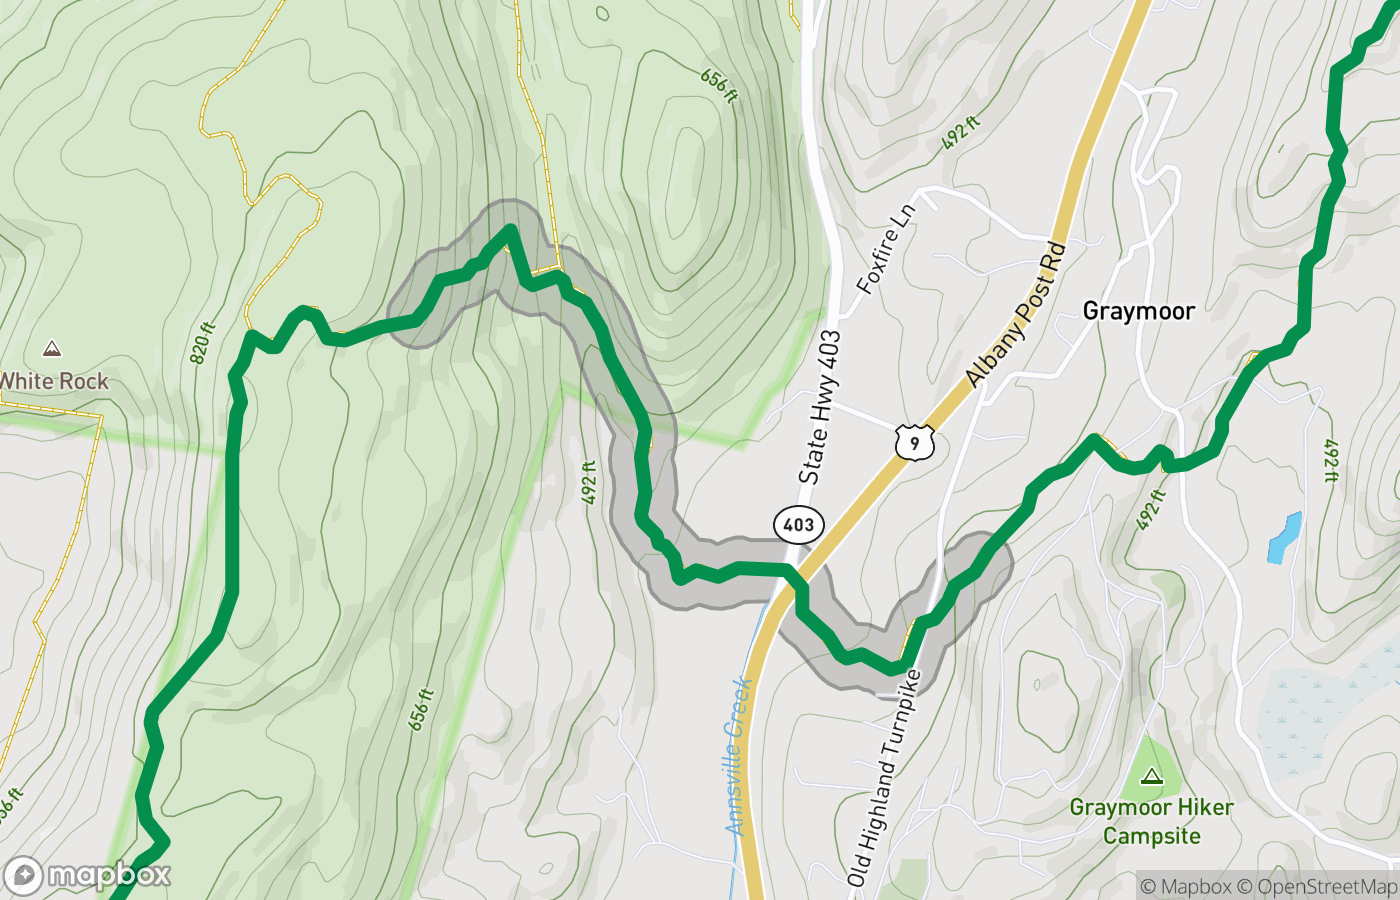 656 ft
492 ft
Foxfire Ln
Albany Post Rd
Graymoor
820 ft
State Hwy 403
White Rock
9
492 ft
492 ft
492 ft
403
656 ft
Annsville Creek
Old Highland Turnpike
Graymoor Hiker
Campsite
mapbox
© Mapbox © OpenStreetMap